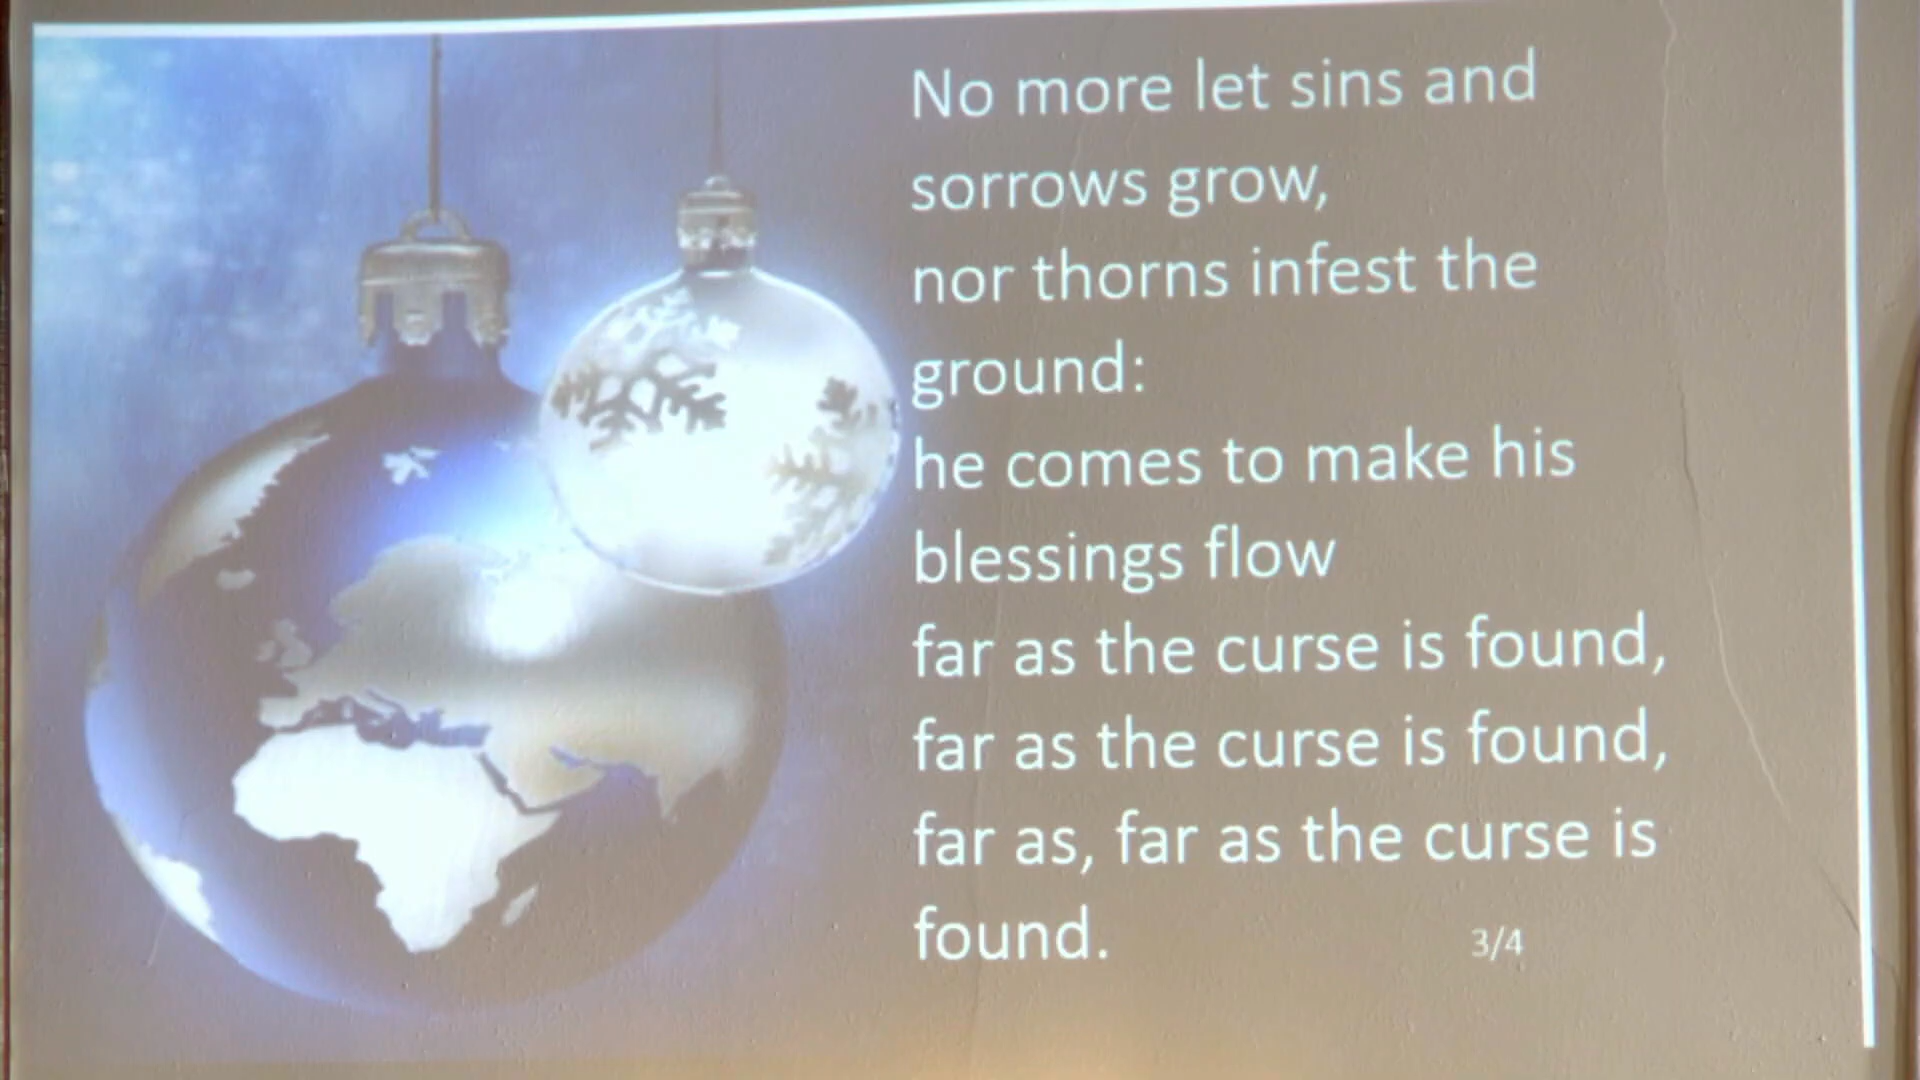 No more let sins and
sorrows grow,
nor thorns infest the
ground:
he comes to make his
blessings flow
far as the curse is found,
far as the curse is found,
far as, far as the curse is
found.
3/4